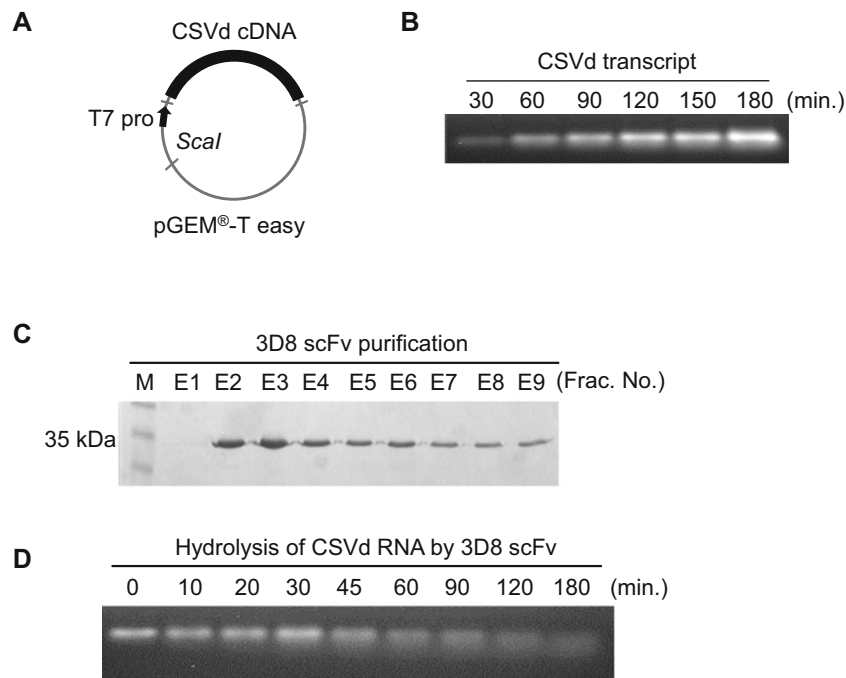 A
CSVd cDNA
T7 pro
ScaI
pGEM®-T easy
B
CSVd transcript
30 60 90 120 150 180 (min.)
C
3D8 scFv purification
M E1 E2 E3 E4 E5 E6 E7 E8 E9 (Frac. No.)
35 kDa
D
Hydrolysis of CSVd RNA by 3D8 scFv
0 10 20 30 45 60 90 120 180 (min.)